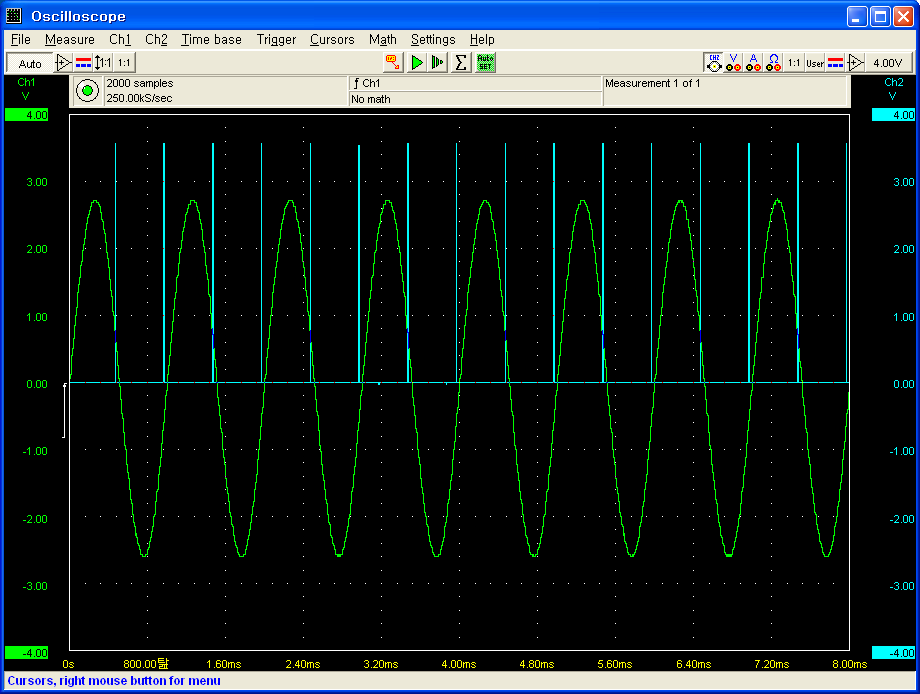 Oscilloscope
File Measure Ch1 Ch2 Time base Trigger Cursors Math Settings Help
Auto 1:1 1:1 Σ Auto SET CH2 V A Ω 1:1 User 4.00V
Ch1 2000 samples ƒ Ch1 Measurement 1 of 1 Ch2
V 250.00kS/sec No math V
4.00 4.00
3.00 3.00
2.00 2.00
1.00 1.00
0.00 0.00
-1.00 -1.00
-2.00 -2.00
-3.00 -3.00
-4.00 -4.00
0s 800.00 1.60ms 2.40ms 3.20ms 4.00ms 4.80ms 5.60ms 6.40ms 7.20ms 8.00ms
Cursors, right mouse button for menu